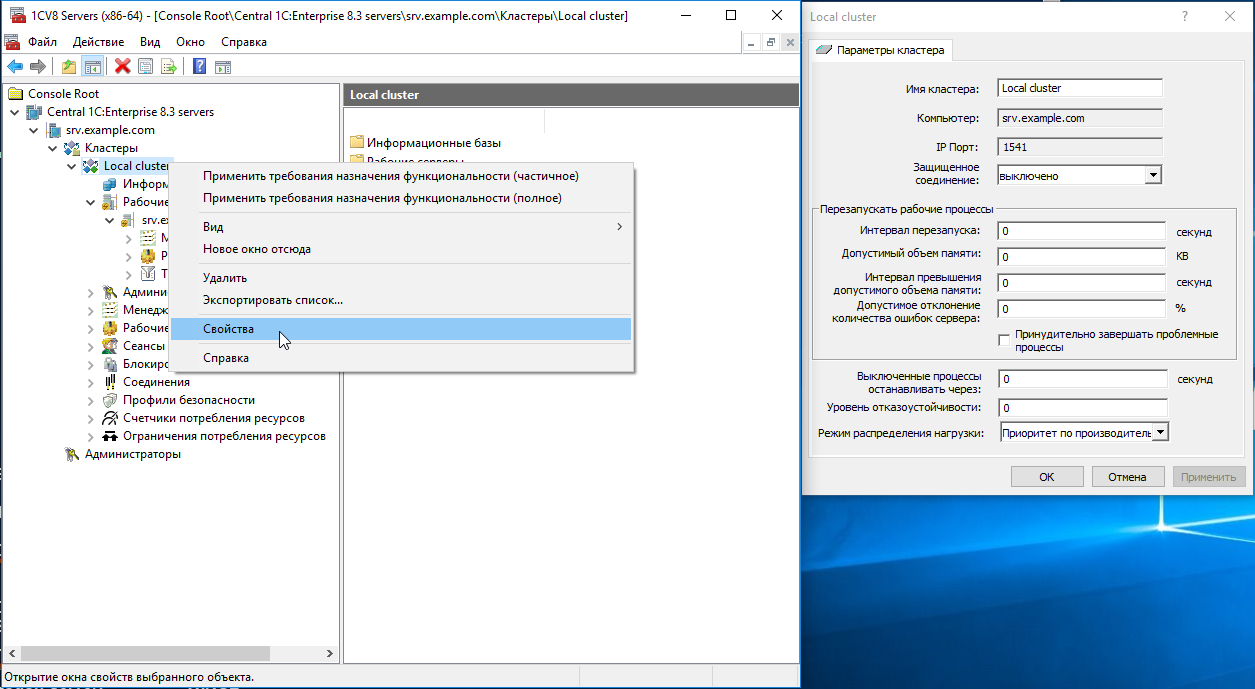 1CV8 Servers (x86-64) - [Console Root\Central 1C:Enterprise 8.3 servers\srv.example.com\Кластеры\Local cluster]
Файл Действие Вид Окно Справка
Console Root
Central 1C:Enterprise 8.3 servers
srv.example.com
Кластеры
Local cluster
Информ
Рабочие
srv.ex
Админи
Менедж
Рабочие
Сеансы
Блокиро
Соединения
Профили безопасности
Счетчики потребления ресурсов
Ограничения потребления ресурсов
Администраторы
Local cluster
Информационные базы
Рабочие серверы
Применить требования назначения функциональности (частичное)
Применить требования назначения функциональности (полное)
Вид
Новое окно отсюда
Удалить
Экспортировать список...
Свойства
Справка
Открытие окна свойств выбранного объекта.
Local cluster
Параметры кластера
Имя кластера: Local cluster
Компьютер: srv.example.com
IP Порт: 1541
Защищенное
соединение: выключено
Перезапускать рабочие процессы
Интервал перезапуска: 0 секунд
Допустимый объем памяти: 0 КВ
Интервал превышения
допустимого объема памяти: 0 секунд
Допустимое отклонение
количества ошибок сервера: 0 %
Принудительно завершать проблемные
процессы
Выключенные процессы
останавливать через: 0 секунд
Уровень отказоустойчивости: 0
Режим распределения нагрузки: Приоритет по производитель
ОК Отмена Применить